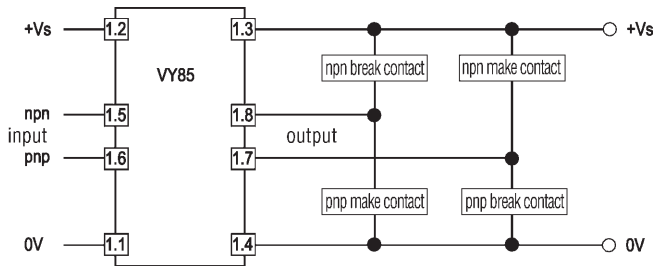 +Vs 1.2 1.3 +Vs
VY85
npn break contact npn make contact
npn 1.5 1.8
input output
pnp 1.6 1.7
pnp make contact pnp break contact
0V 1.1 1.4 0V